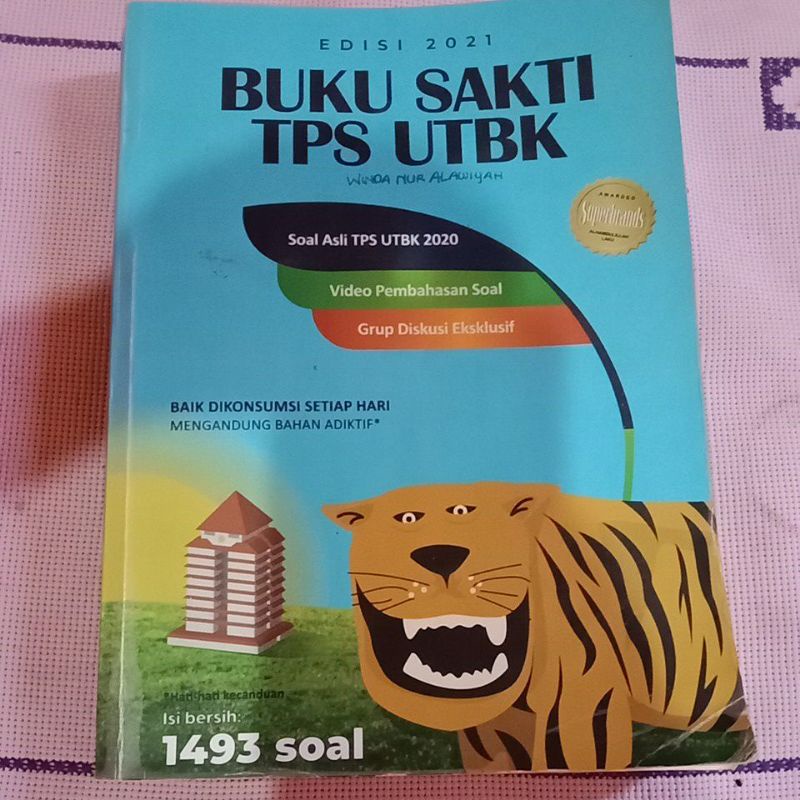 EDISI 2021
BUKU SAKTI
TPS UTBK
WINDA NUR ALAWIYAH
AWARDED
Superbrands
Soal Asli TPS UTBK 2020
Video Pembahasan Soal
Grup Diskusi Eksklusif
BAIK DIKONSUMSI SETIAP HARI
MENGANDUNG BAHAN ADIKTIF*
*Hati-hati kecanduan
Isi bersih:
1493 soal